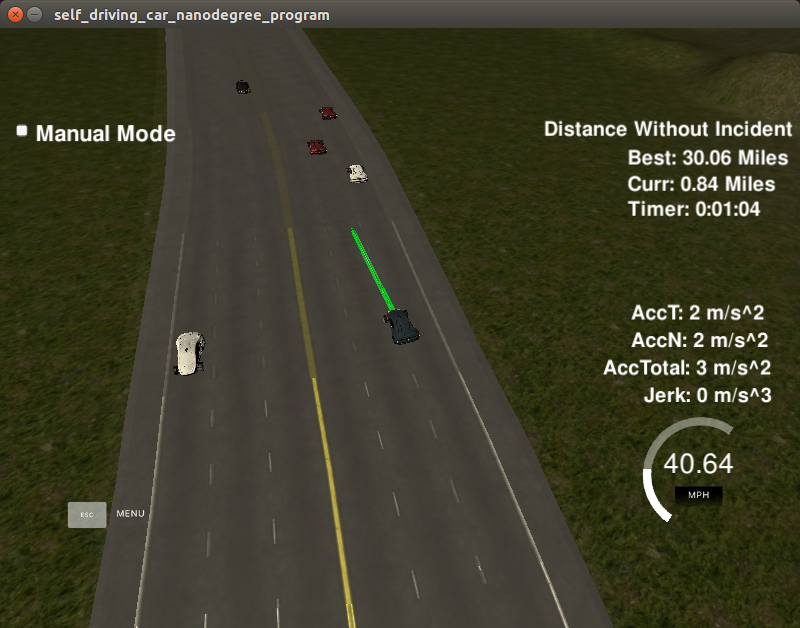 self_driving_car_nanodegree_program
Manual Mode
Distance Without Incident
Best: 30.06 Miles
Curr: 0.84 Miles
Timer: 0:01:04
AccT: 2 m/s^2
AccN: 2 m/s^2
AccTotal: 3 m/s^2
Jerk: 0 m/s^3
40.64
MPH
ESC MENU